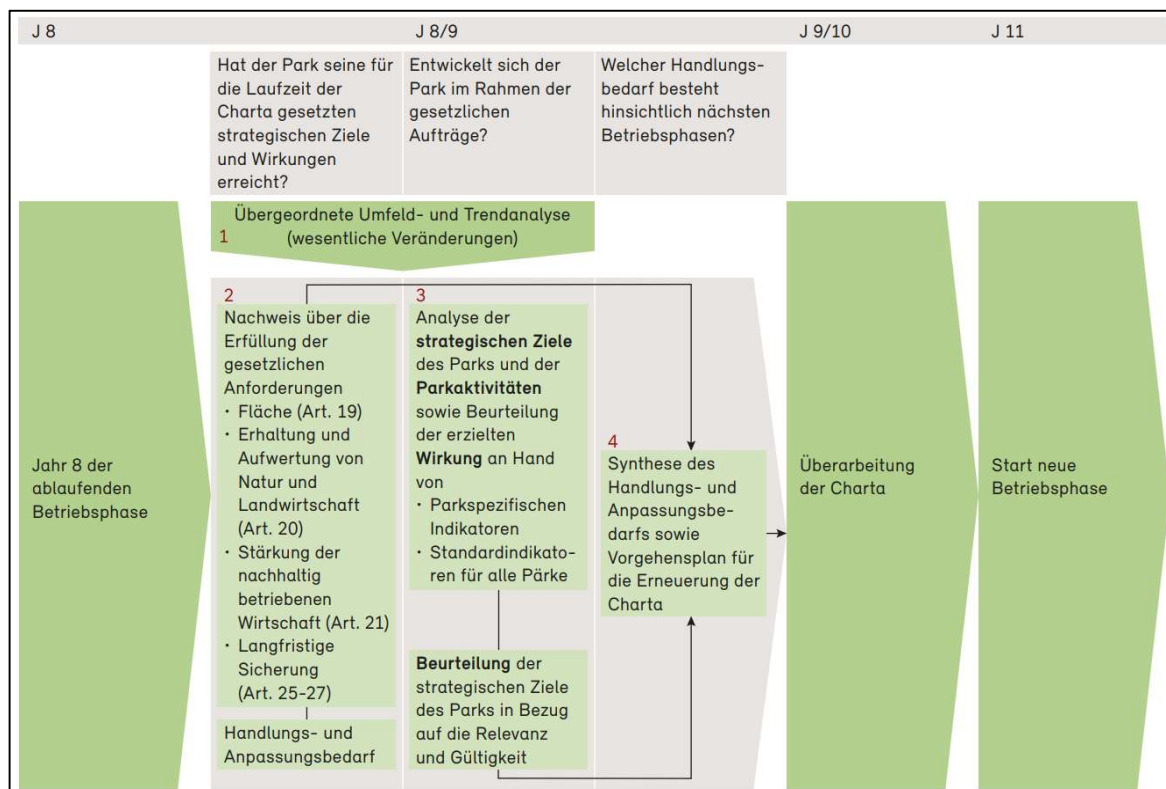 J 8
J 8/9
J 9/10
J 11
Hat der Park seine für
die Laufzeit der
Charta gesetzten
strategischen Ziele
und Wirkungen
erreicht?
Entwickelt sich der
Park im Rahmen der
gesetzlichen
Aufträge?
Welcher Handlungs-
bedarf besteht
hinsichtlich nächsten
Betriebsphasen?
Jahr 8 der
ablaufenden
Betriebsphase
1
Übergeordnete Umfeld- und Trendanalyse
(wesentliche Veränderungen)
2
Nachweis über die
Erfüllung der
gesetzlichen
Anforderungen
· Fläche (Art. 19)
· Erhaltung und
Aufwertung von
Natur und
Landwirtschaft
(Art. 20)
· Stärkung der
nachhaltig
betriebenen
Wirtschaft (Art. 21)
· Langfristige
Sicherung
(Art. 25-27)
Handlungs- und
Anpassungsbedarf
3
Analyse der
strategischen Ziele
des Parks und der
Parkaktivitäten
sowie Beurteilung
der erzielten
Wirkung an Hand
von
· Parkspezifischen
Indikatoren
· Standardindikato-
ren für alle Pärke
Beurteilung der
strategischen Ziele
des Parks in Bezug
auf die Relevanz
und Gültigkeit
4
Synthese des
Handlungs- und
Anpassungsbe-
darfs sowie
Vorgehensplan für
die Erneuerung der
Charta
Überarbeitung
der Charta
Start neue
Betriebsphase